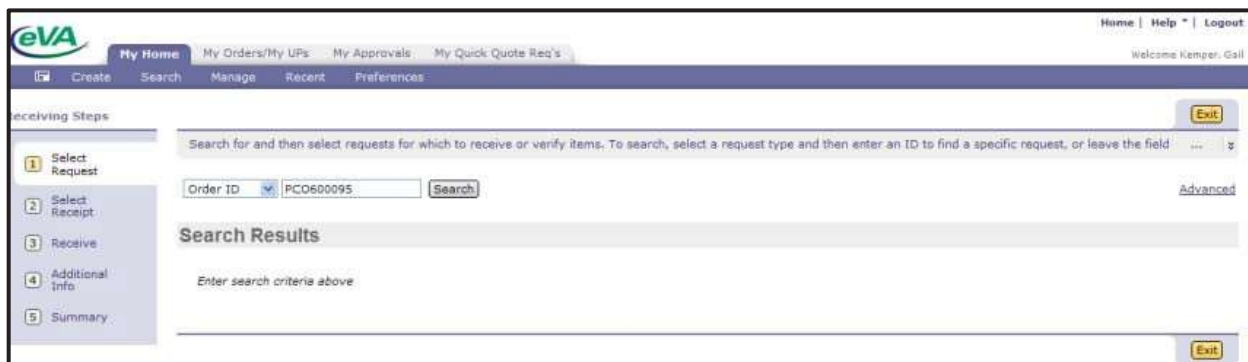 Home | Help | Logout
eVA
My Home My Orders/My UPs My Approvals My Quick Quote Req's
Welcome Kemper, Gail
Create Search Manage Recent Preferences
eceiving Steps
Exit
Search for and then select requests for which to receive or verify items. To search, select a request type and then enter an ID to find a specific request, or leave the field ...
1 Select Request
Order ID PCO600095 Search Advanced
2 Select Receipt
3 Receive
Search Results
4 Additional Info
Enter search criteria above
5 Summary
Exit